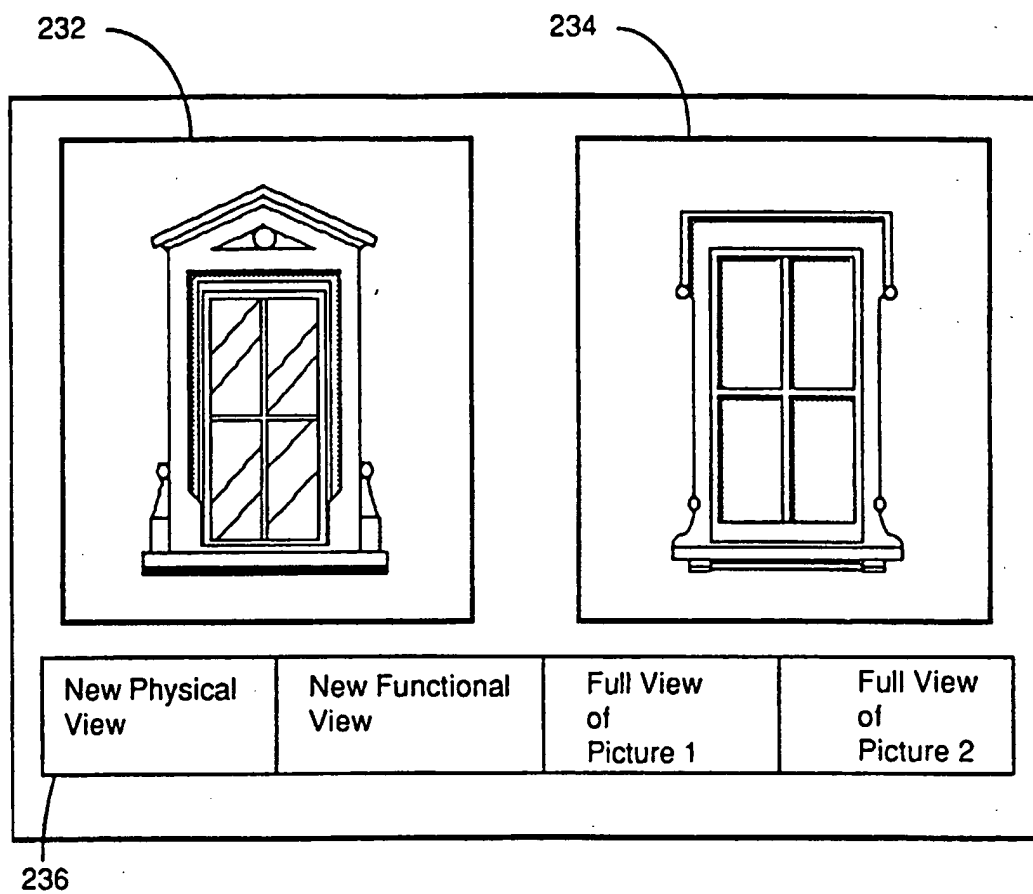 232
234
New Physical
View
New Functional
View
Full View
of
Picture 1
Full View
of
Picture 2
236